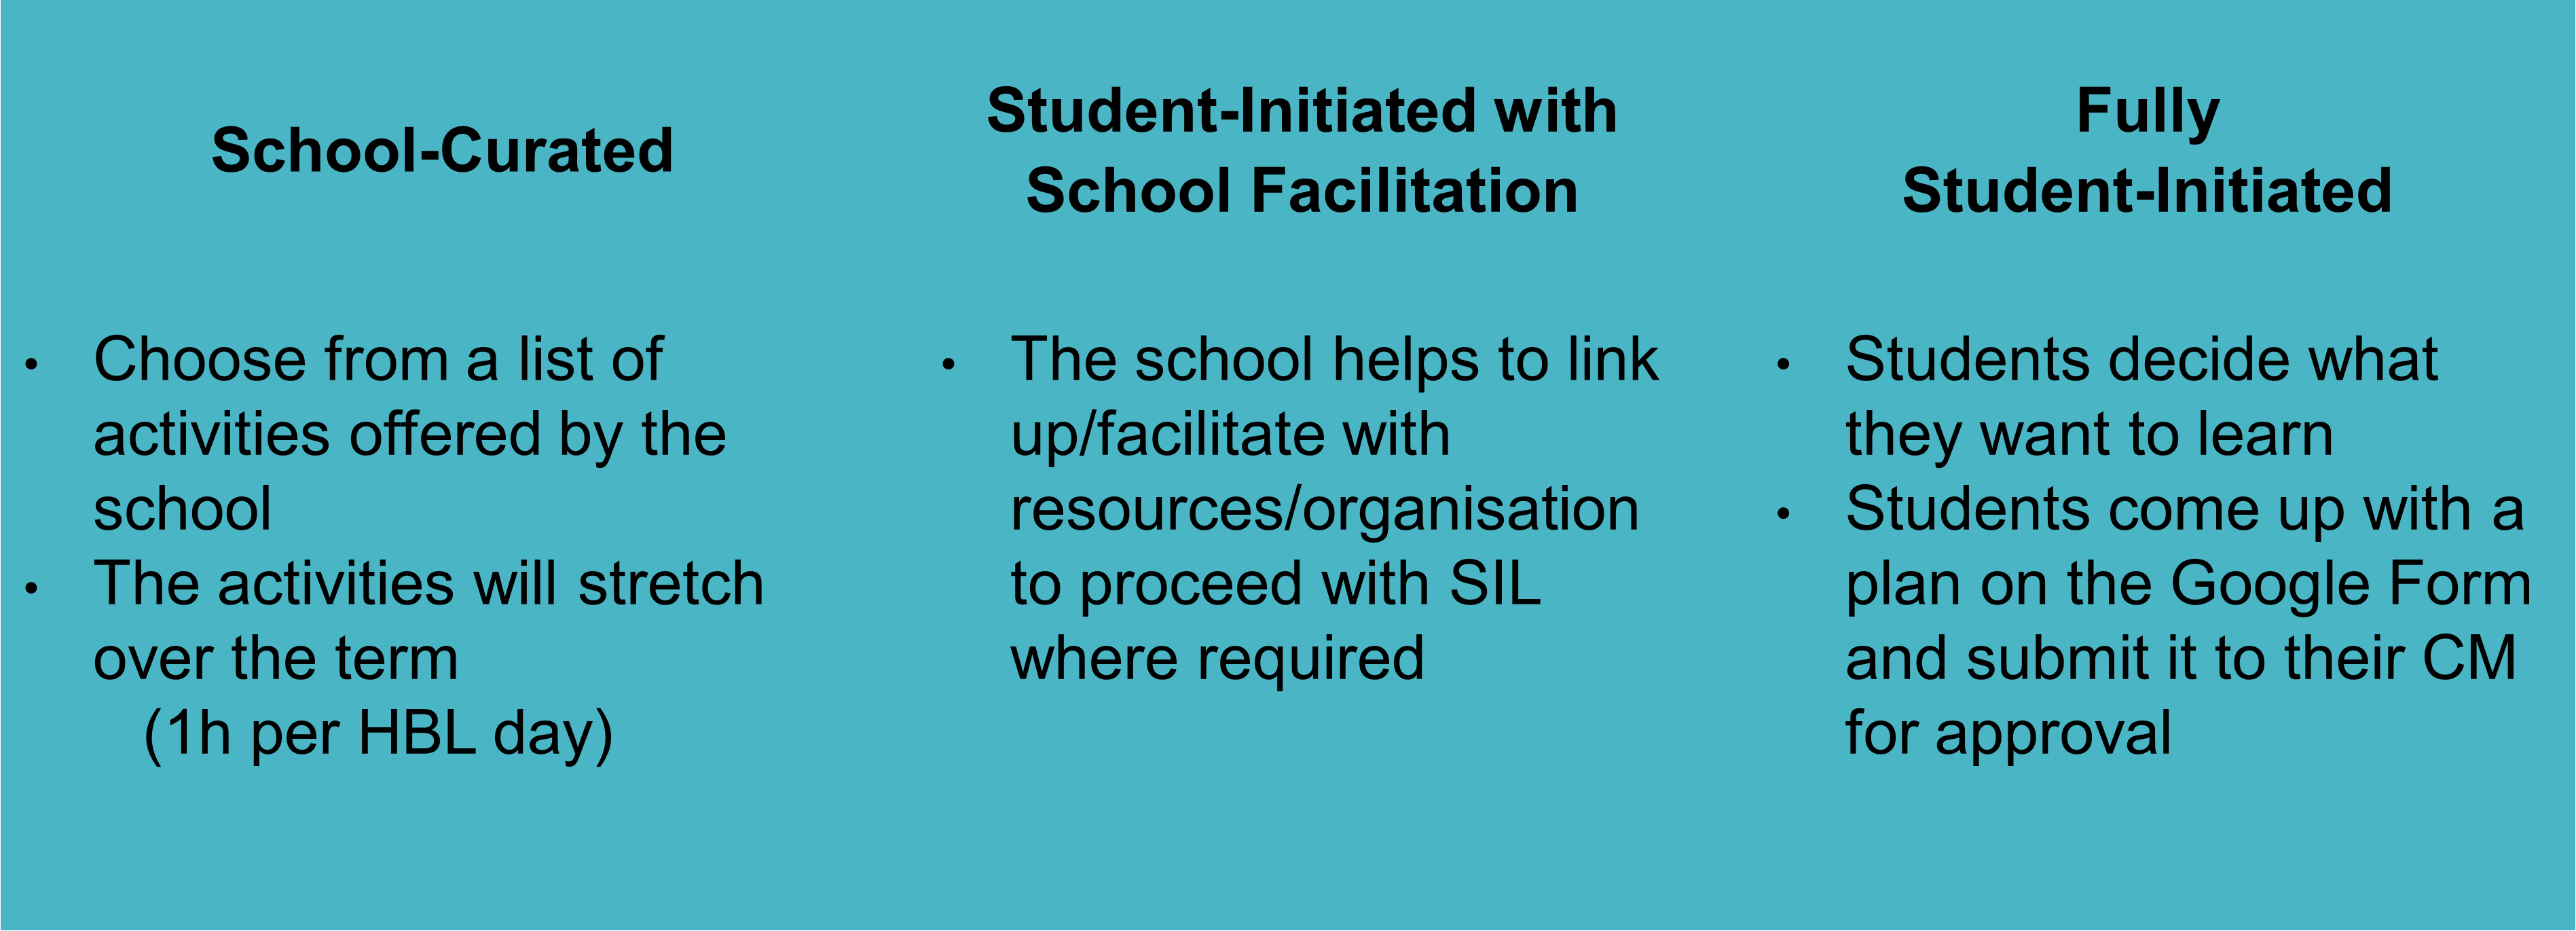 School-Curated
• Choose from a list of
activities offered by the
school
• The activities will stretch
over the term
(1h per HBL day)
Student-Initiated with
School Facilitation
• The school helps to link
up/facilitate with
resources/organisation
to proceed with SIL
where required
Fully
Student-Initiated
• Students decide what
they want to learn
• Students come up with a
plan on the Google Form
and submit it to their CM
for approval